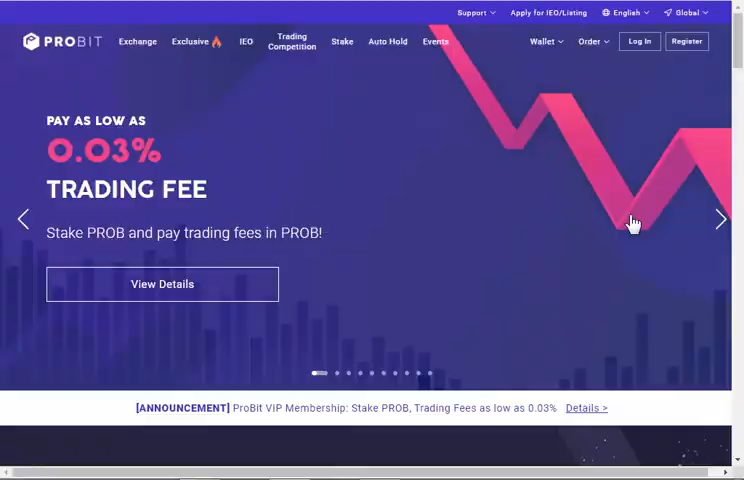 Support Apply for IEO/Listing English Global
PROBIT Exchange Exclusive IEO Trading Competition Stake Auto Hold Events Wallet Order Log In Register
PAY AS LOW AS
0.03%
TRADING FEE
Stake PROB and pay trading fees in PROB!
View Details
[ANNOUNCEMENT] ProBit VIP Membership: Stake PROB, Trading Fees as low as 0.03% Details >